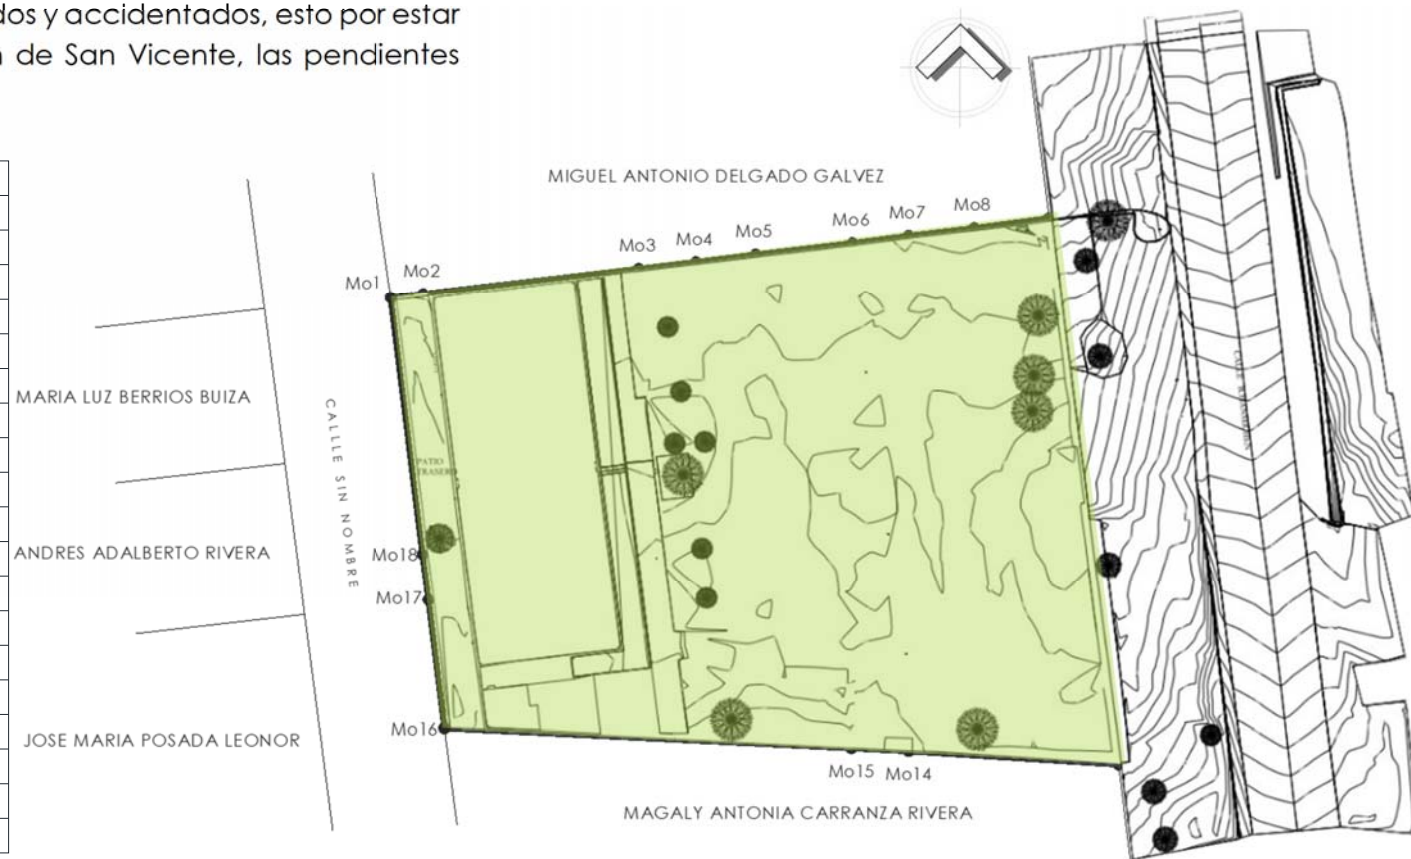 dos y accidentados, esto por estar
de San Vicente, las pendientes
MIGUEL ANTONIO DELGADO GALVEZ
Mo8
Mo7
Mo6
Mo5
Mo4
Mo3
Mo2
Mo1
MARIA LUZ BERRIOS BUIZA
CALLLE SIN NOMBRE
PATIO
TRASERO
ANDRES ADALBERTO RIVERA
Mo18
Mo17
Mo16
JOSE MARIA POSADA LEONOR
Mo15
Mo14
MAGALY ANTONIA CARRANZA RIVERA